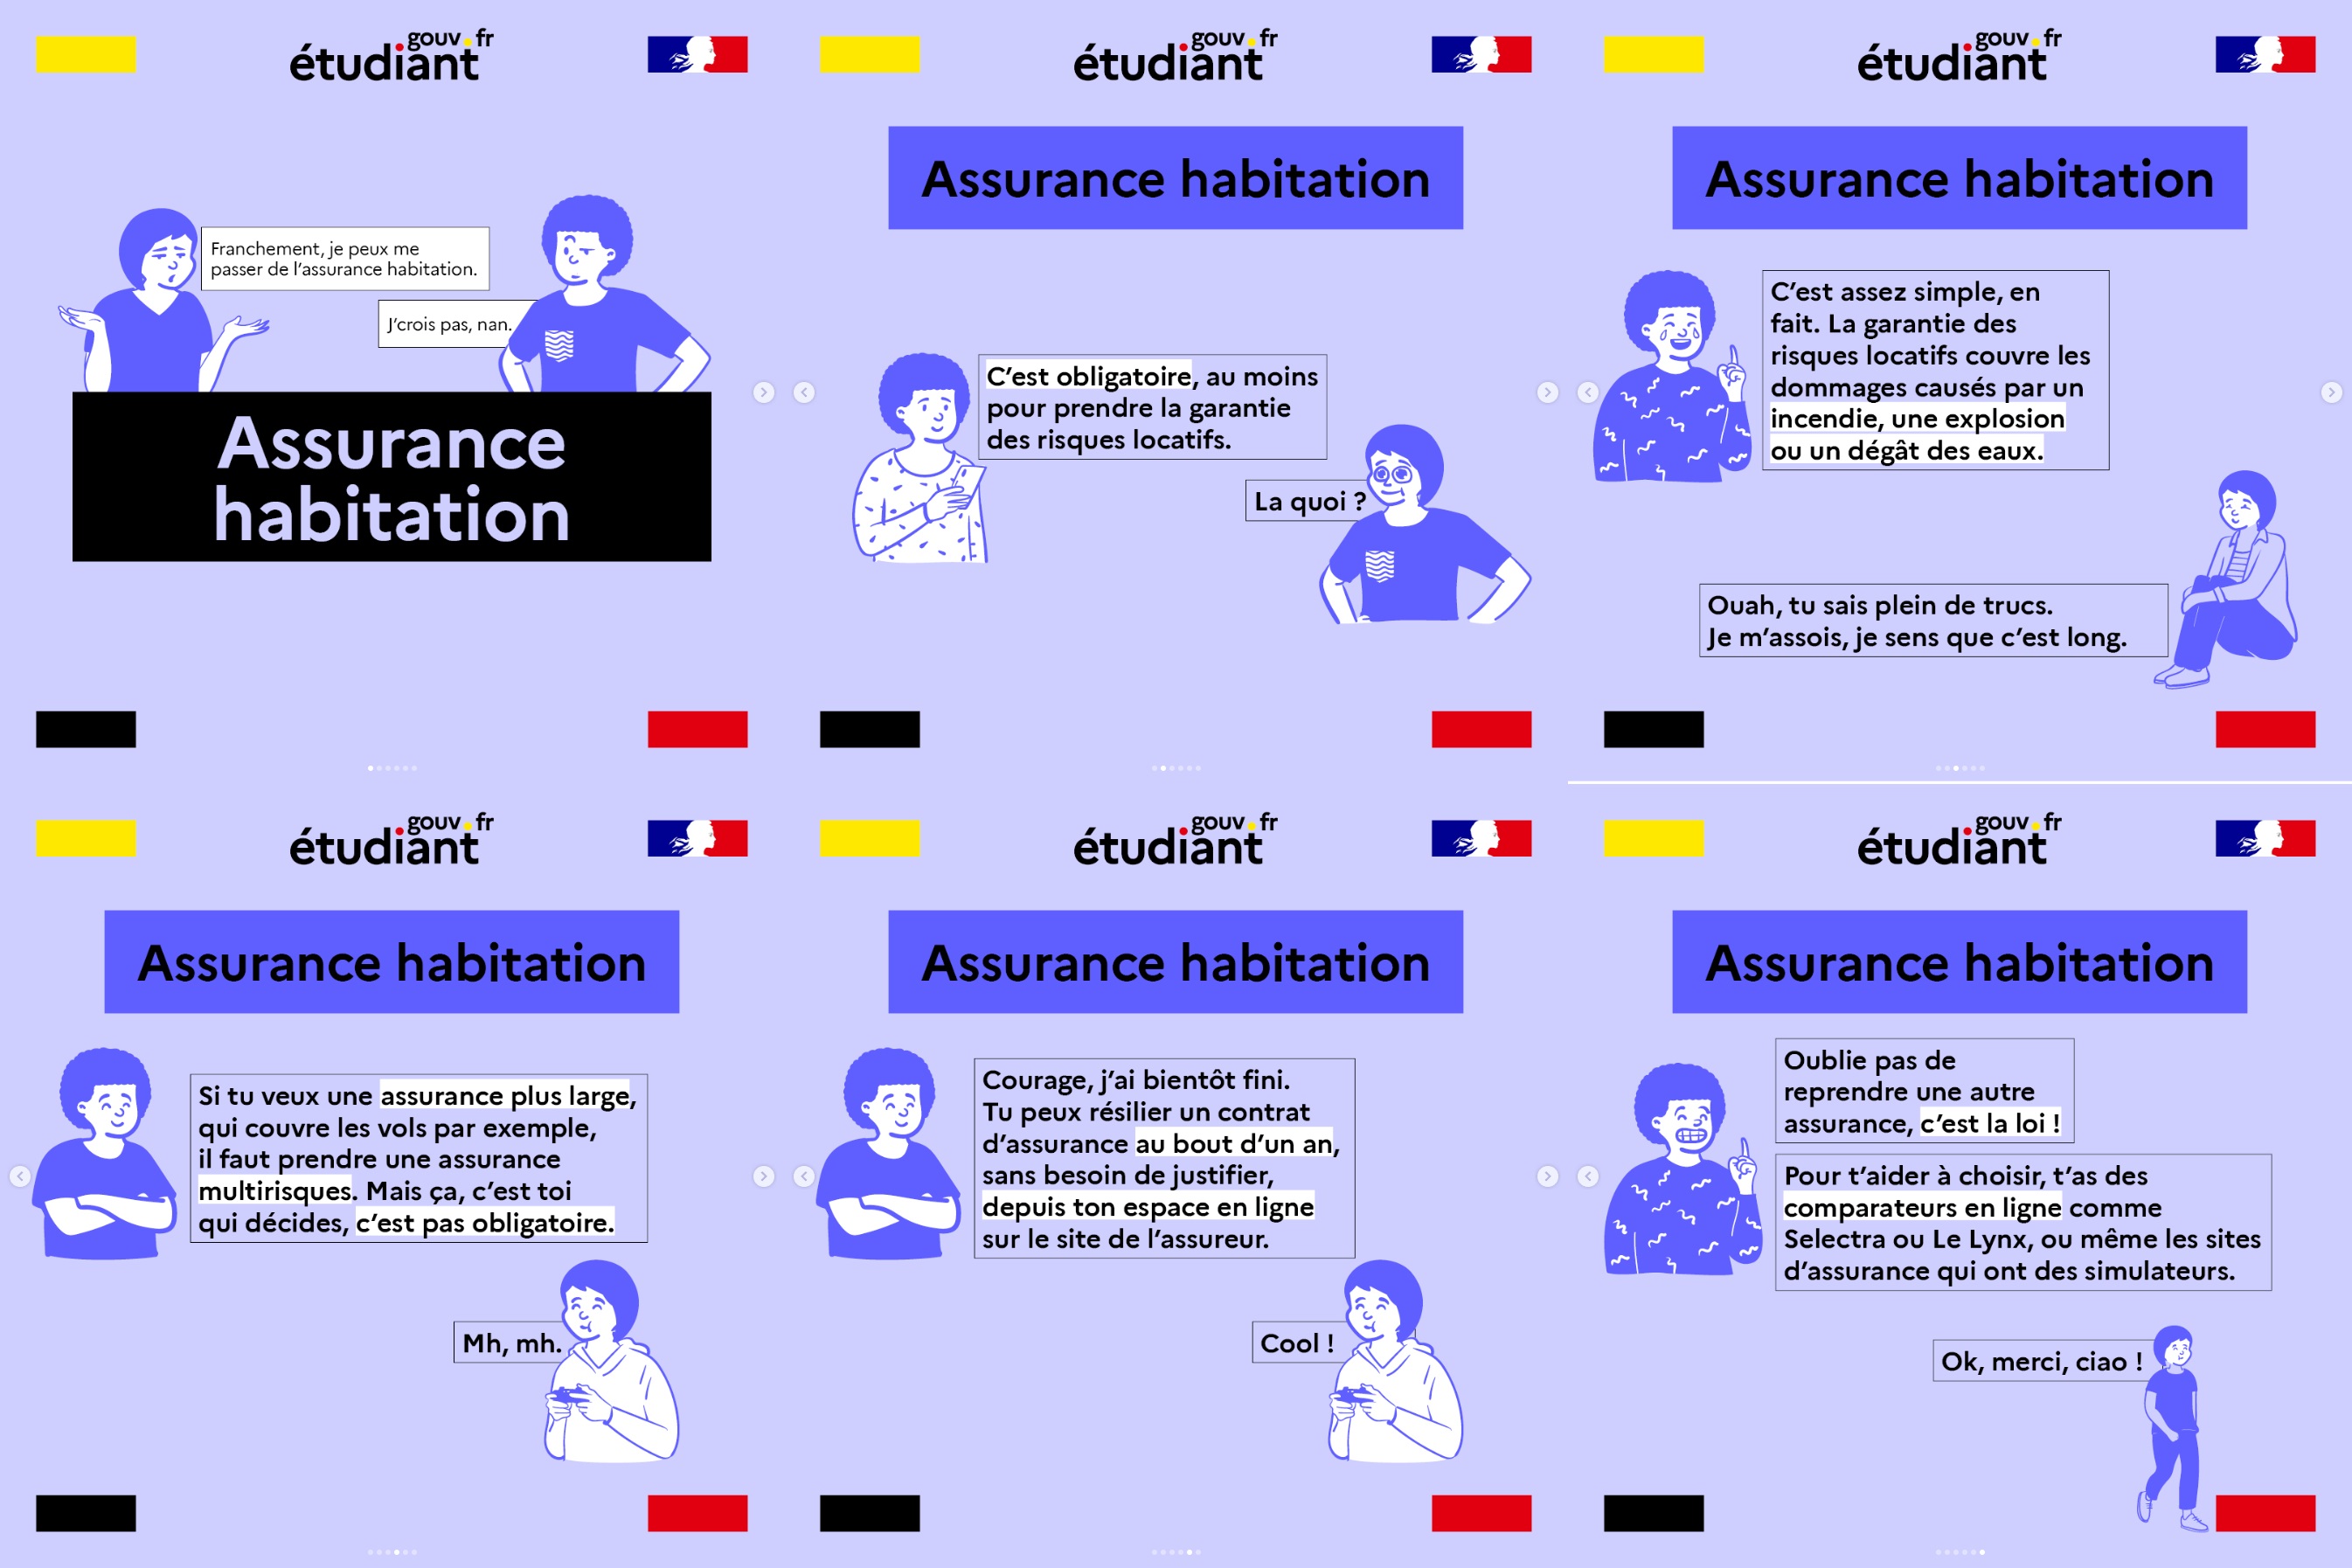 gouv.fr
étudiant
Franchement, je peux me
passer de l'assurance habitation.
J'crois pas, nan.
Assurance
habitation
gouv.fr
étudiant
Assurance habitation
C'est obligatoire, au moins
pour prendre la garantie
des risques locatifs.
La quoi ?
gouv.fr
étudiant
Assurance habitation
C'est assez simple, en
fait. La garantie des
risques locatifs couvre les
dommages causés par un
incendie, une explosion
ou un dégât des eaux.
Ouah, tu sais plein de trucs.
Je m'assois, je sens que c'est long.
gouv.fr
étudiant
Assurance habitation
Si tu veux une assurance plus large,
qui couvre les vols par exemple,
il faut prendre une assurance
multirisques. Mais ça, c'est toi
qui décides, c'est pas obligatoire.
Mh, mh.
gouv.fr
étudiant
Assurance habitation
Courage, j'ai bientôt fini.
Tu peux résilier un contrat
d'assurance au bout d'un an,
sans besoin de justifier,
depuis ton espace en ligne
sur le site de l'assureur.
Cool !
gouv.fr
étudiant
Assurance habitation
Oublie pas de
reprendre une autre
assurance, c'est la loi !
Pour t'aider à choisir, t'as des
comparateurs en ligne comme
Selectra ou Le Lynx, ou même les sites
d'assurance qui ont des simulateurs.
Ok, merci, ciao !